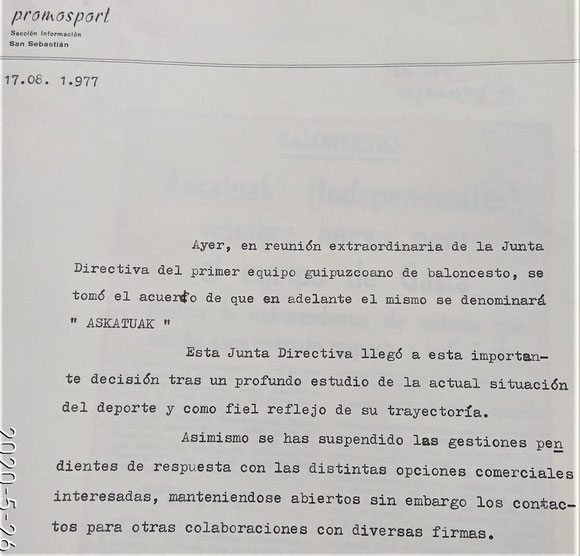 promosport
Sección Información
San Sebastián
17.08. 1.977
BALONCESTO
Askatuak (Independientes)
Ayer, en reunión extraordinaria de la Junta
Directiva del primer equipo guipuzcoano de baloncesto, se
tomó el acuerdo de que en adelante el mismo se denominará
" ASKATUAK "
Esta Junta Directiva llegó a esta importan-
te decisión tras un profundo estudio de la actual situación
del deporte y como fiel reflejo de su trayectoría.
Asimismo se has suspendido las gestiones pen
dientes de respuesta con las distintas opciones comerciales
interesadas, manteniendose abiertos sin embargo los contac-
tos para otras colaboraciones con diversas firmas.
2020-5-26